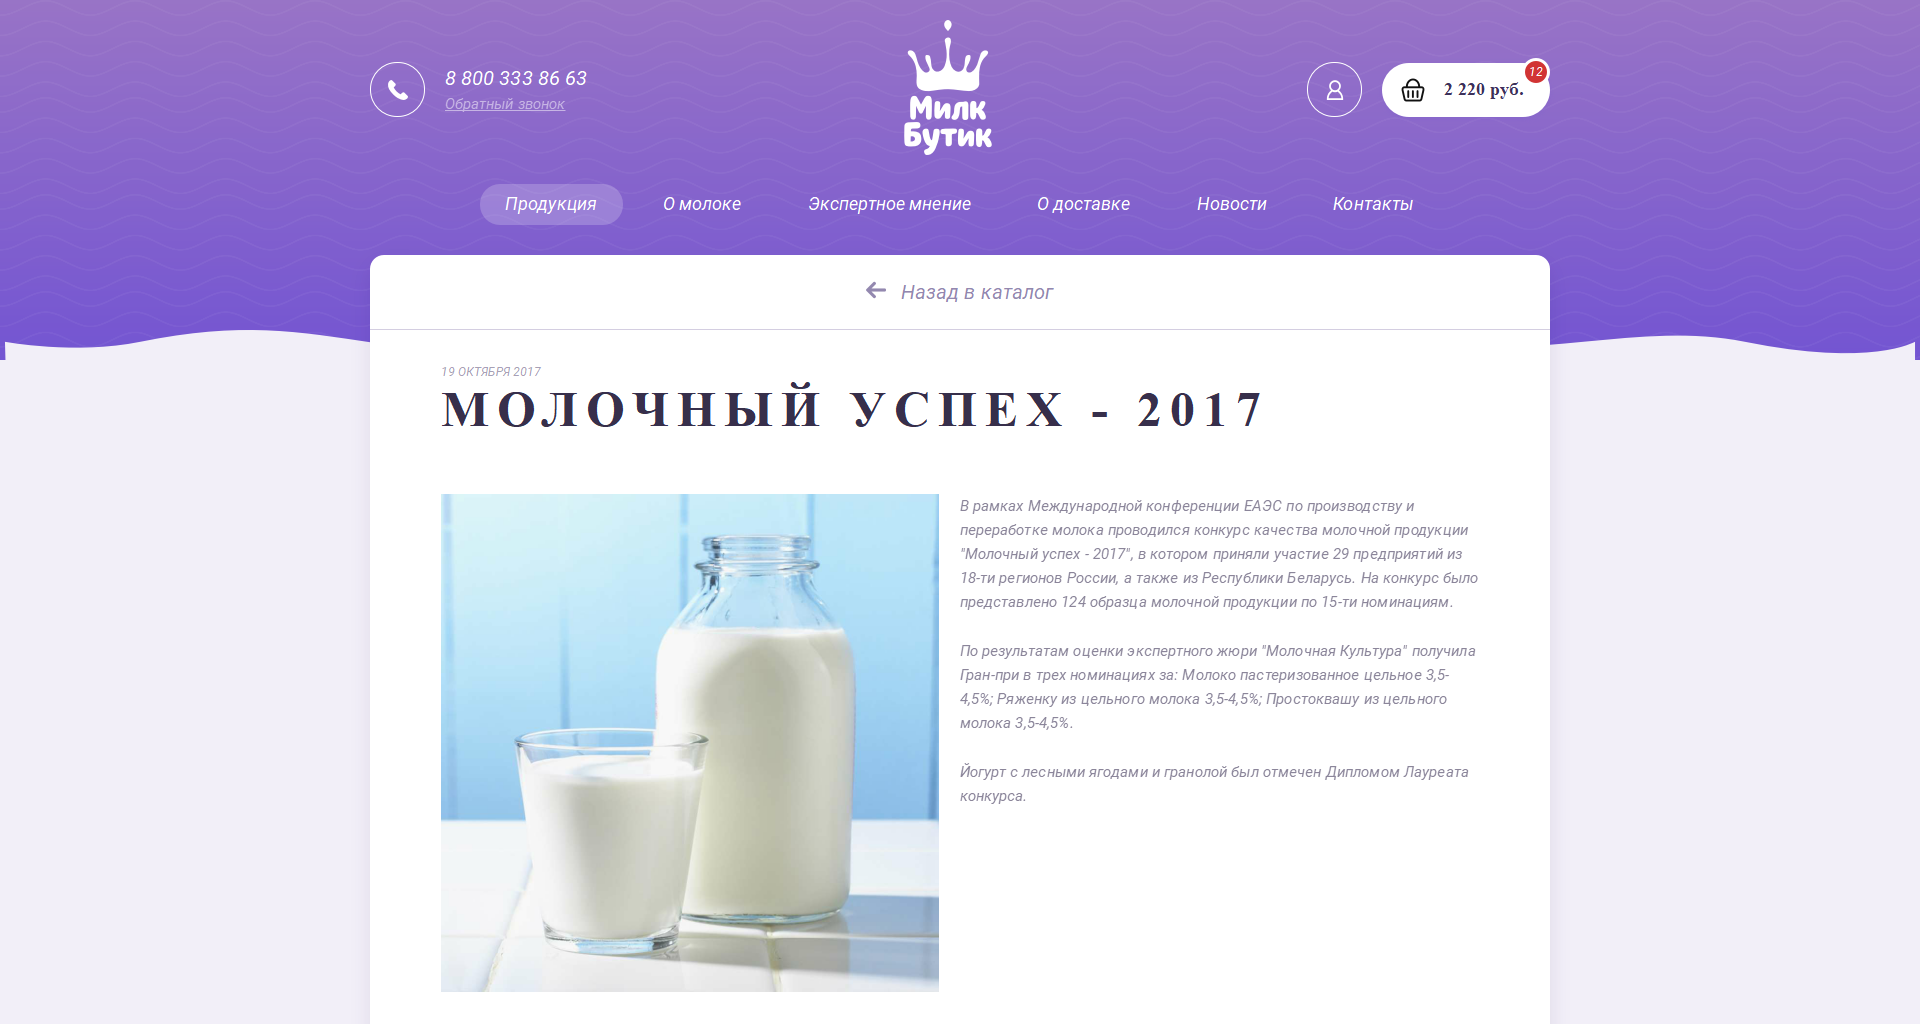 8 800 333 86 63
Обратный звонок
Милк
Бутик
12
2 220 руб.
Продукция
О молоке
Экспертное мнение
О доставке
Новости
Контакты
Назад в каталог
19 ОКТЯБРЯ 2017
МОЛОЧНЫЙ УСПЕХ - 2017
В рамках Международной конференции ЕАЭС по производству и
переработке молока проводился конкурс качества молочной продукции
"Молочный успех - 2017", в котором приняли участие 29 предприятий из
18-ти регионов России, а также из Республики Беларусь. На конкурс было
представлено 124 образца молочной продукции по 15-ти номинациям.
По результатам оценки экспертного жюри "Молочная Культура" получила
Гран-при в трех номинациях за: Молоко пастеризованное цельное 3,5-
4,5%; Ряженку из цельного молока 3,5-4,5%; Простоквашу из цельного
молока 3,5-4,5%.
Йогурт с лесными ягодами и гранолой был отмечен Дипломом Лауреата
конкурса.